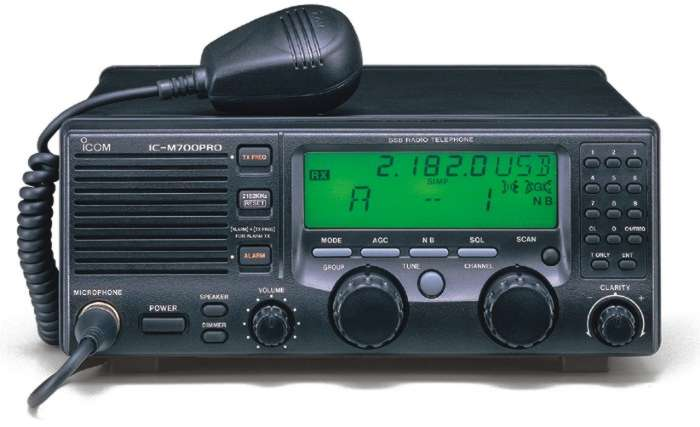 ICOM
IC-M700PRO
SSB RADIO TELEPHONE
TX FREQ
2182kHz
RESET
[ALARM] + [TX FREQ]
FOR ALARM TX
ALARM
RX
2.182.0 USB
SIMP
A -- 1
NB
MODE
AGC
NB
SQL
SCAN
GROUP
TUNE
CHANNEL
1 2 3
4 5 6
7 8 9
CL 0
T ONLY ENT
CLARITY
- +
MICROPHONE
POWER
SPEAKER
DIMMER
VOLUME